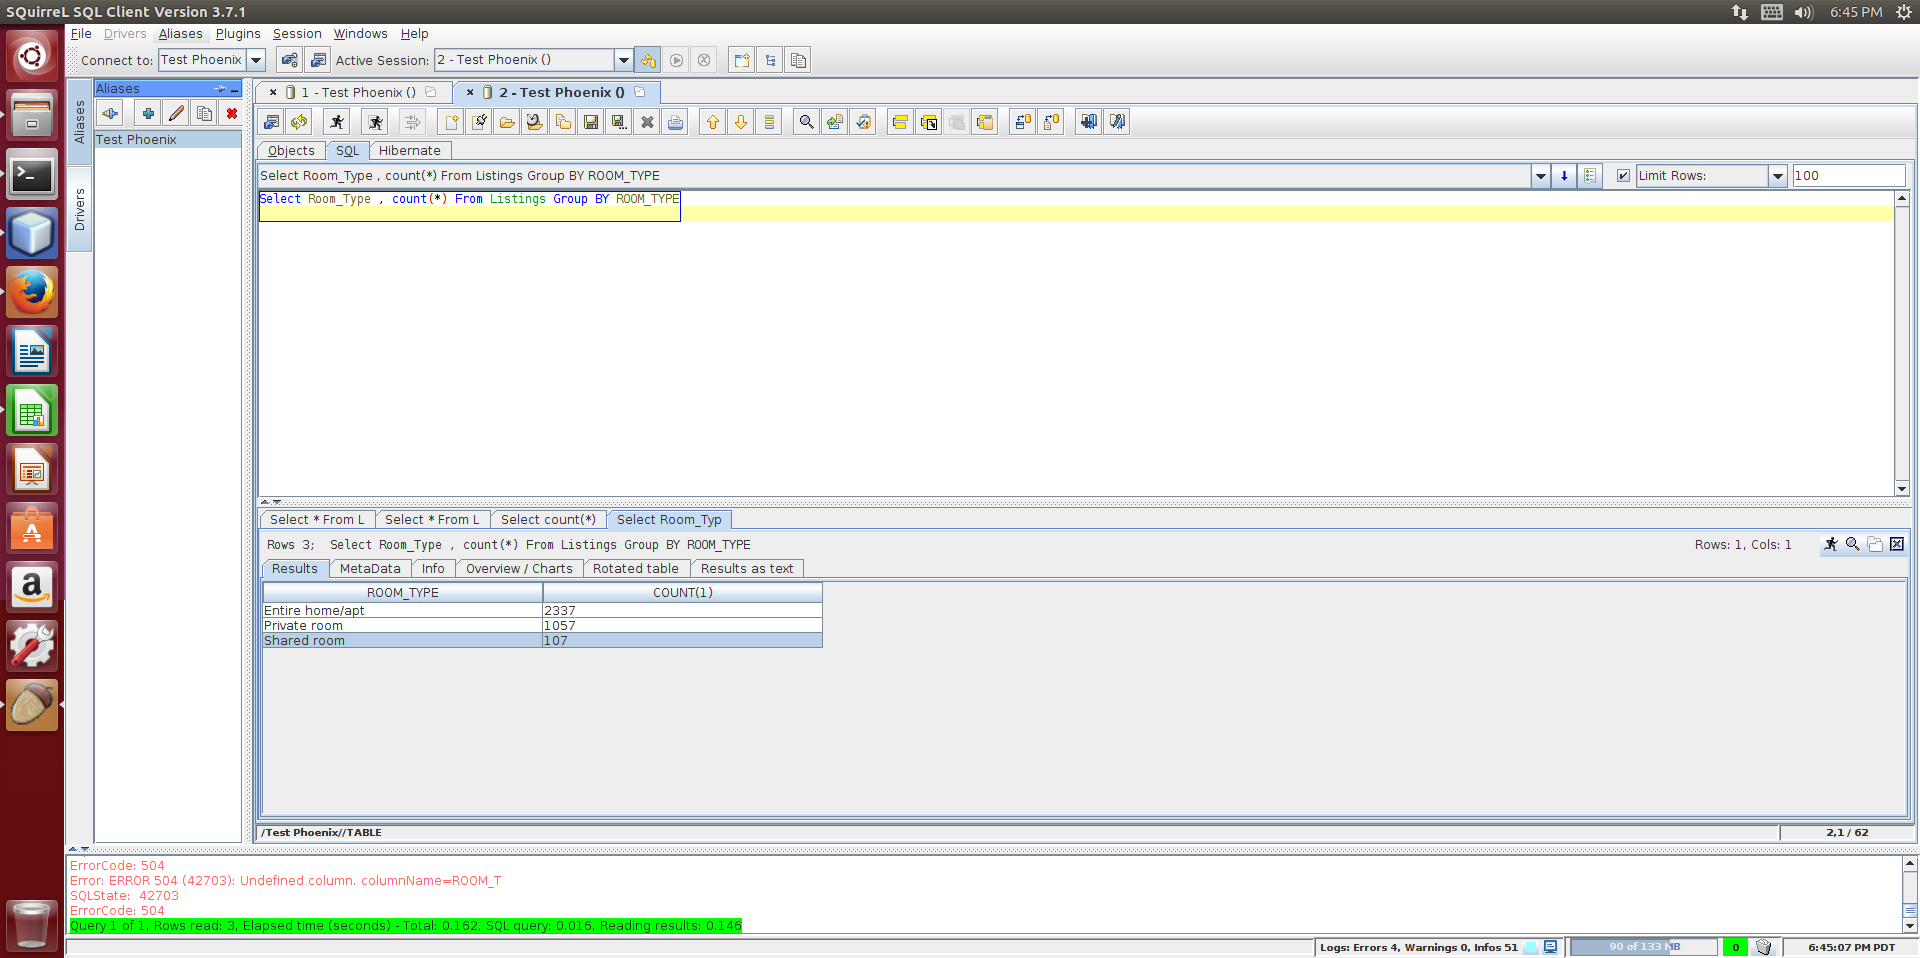 SQuirreL SQL Client Version 3.7.1
6:45 PM
File Drivers Aliases Plugins Session Windows Help
Connect to: Test Phoenix Active Session: 2 - Test Phoenix ()
Aliases
Drivers
Aliases
Test Phoenix
1 - Test Phoenix () 2 - Test Phoenix ()
Objects SQL Hibernate
Select Room_Type , count(*) From Listings Group BY ROOM_TYPE Limit Rows: 100
Select Room_Type , count(*) From Listings Group BY ROOM_TYPE
Select * From L Select * From L Select count(*) Select Room_Typ
Rows 3; Select Room_Type , count(*) From Listings Group BY ROOM_TYPE Rows: 1, Cols: 1
Results MetaData Info Overview / Charts Rotated table Results as text
ROOM_TYPE COUNT(1)
Entire home/apt 2337
Private room 1057
Shared room 107
/Test Phoenix//TABLE 2,1 / 62
ErrorCode: 504
Error: ERROR 504 (42703): Undefined column. columnName=ROOM_T
SQLState: 42703
ErrorCode: 504
Query 1 of 1, Rows read: 3, Elapsed time (seconds) - Total: 0.162, SQL query: 0.016, Reading results: 0.146
Logs: Errors 4, Warnings 0, Infos 51 90 of 133 MB 0 6:45:07 PM PDT